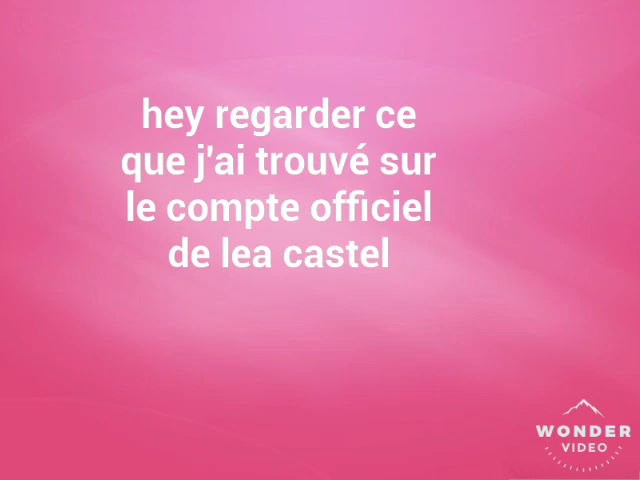 hey regarder ce
que j'ai trouvé sur
le compte officiel
de lea castel
WONDER
VIDEO